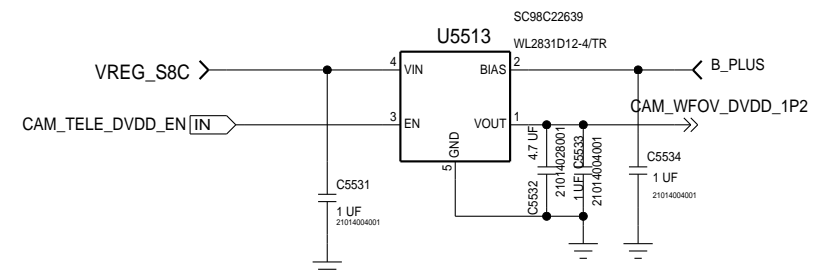 SC98C22639
U5513
WL2831D12-4/TR
VREG_S8C
4
VIN
BIAS
2
B_PLUS
CAM_TELE_DVDD_EN
IN
3
EN
VOUT
1
CAM_WFOV_DVDD_1P2
GND
5
C5531
1 UF
21014004001
C5532
4.7 UF
21014028001
1 UF
C5533
21014004001
C5534
1 UF
21014004001